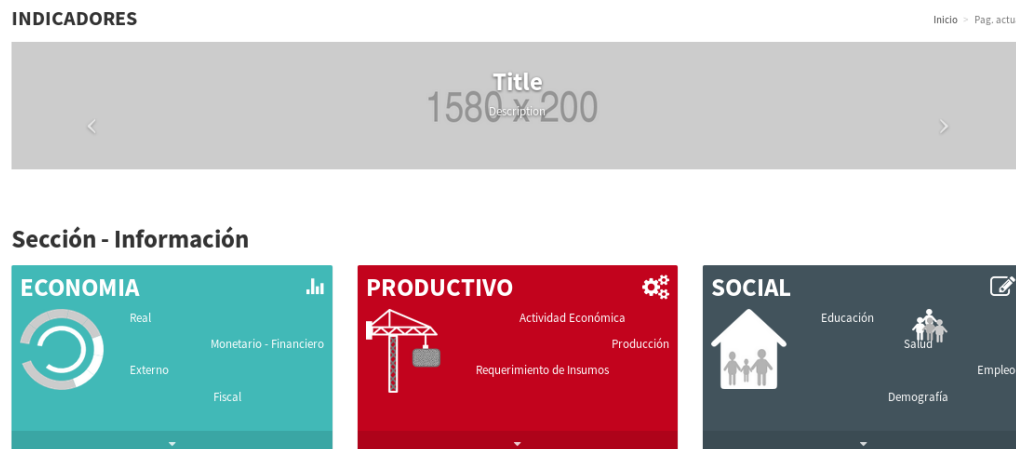 INDICADORES
Inicio > Pag. actu
Title
1580 x 200
Description
Sección - Información
ECONOMIA
Real
Monetario - Financiero
Externo
Fiscal
PRODUCTIVO
Actividad Económica
Producción
Requerimiento de Insumos
SOCIAL
Educación
Salud
Empleo
Demografía